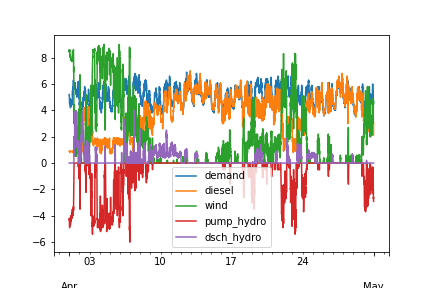 8
6
4
2
0
−2
−4
−6
demand
diesel
wind
pump_hydro
dsch_hydro
03 10 17 24
Apr May